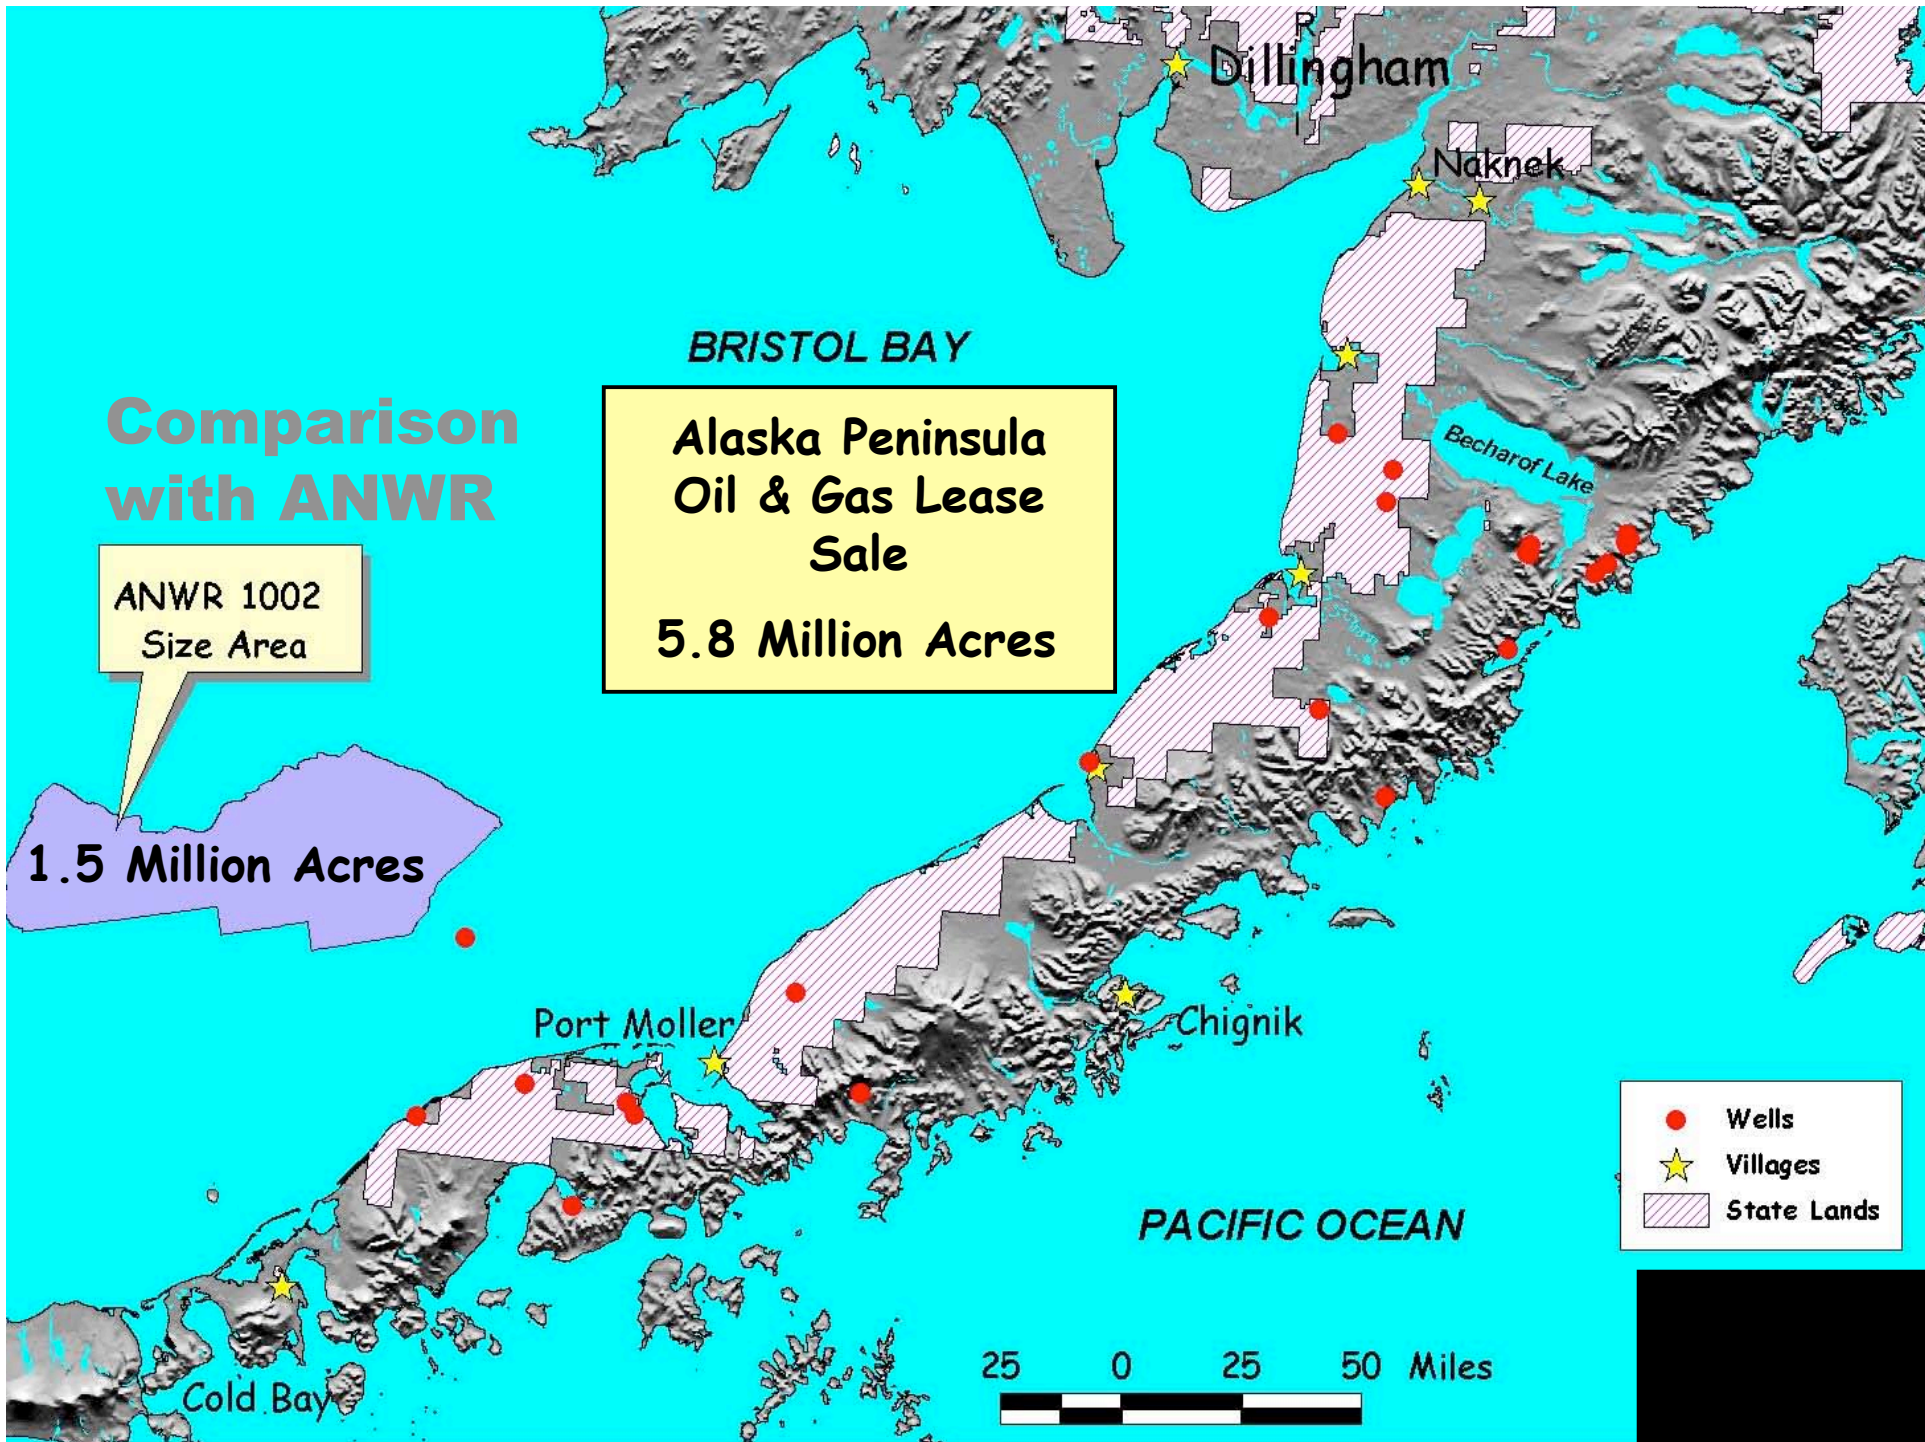 R
Dillingham
I
Naknek
BRISTOL BAY
Comparison
with ANWR
Alaska Peninsula
Oil & Gas Lease
Sale
5.8 Million Acres
Becharof Lake
ANWR 1002
Size Area
1.5 Million Acres
Port Moller
Chignik
Wells
Villages
State Lands
PACIFIC OCEAN
25 0 25 50 Miles
Cold Bay